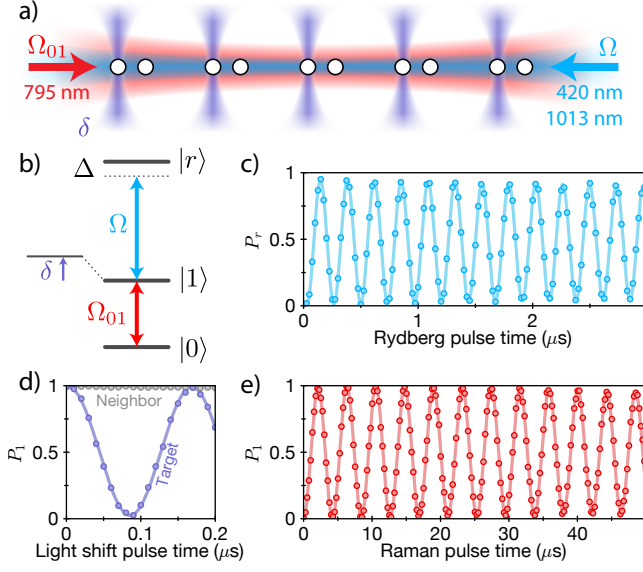 a)
Ω01
795 nm
δ
Ω
420 nm
1013 nm
b)
Δ
|r⟩
Ω
δ
|1⟩
Ω01
|0⟩
c)
Pr
1
0.5
0
0
1
2
Rydberg pulse time (μs)
d)
P1
1
0.5
0
Neighbor
Target
0.0
0.1
0.2
Light shift pulse time (μs)
e)
P1
1
0.5
0
0
10
20
30
40
Raman pulse time (μs)